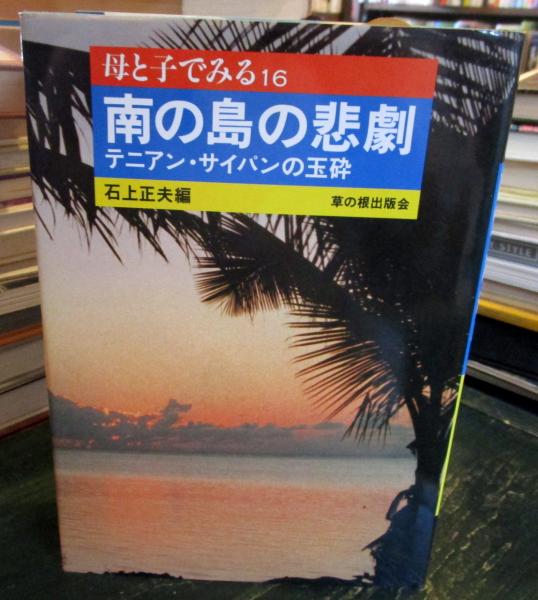 母と子でみる16
南の島の悲劇
テニアン・サイパンの玉砕
石上正夫編
草の根出版会
STYLE